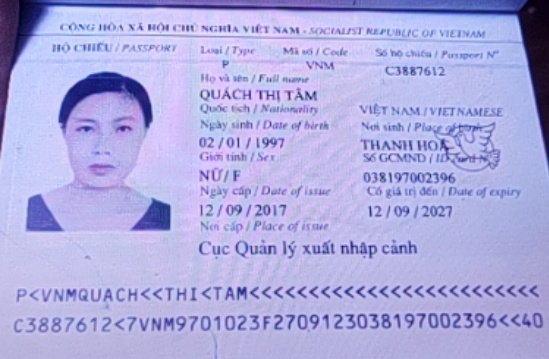 CỘNG HÒA XÃ HỘI CHỦ NGHĨA VIỆT NAM - SOCIALIST REPUBLIC OF VIETNAM
HỘ CHIẾU / PASSPORT Loại / Type Mã số / Code Số hộ chiếu / Passport Nº
P VNM C3887612
Họ và tên / Full name
QUÁCH THỊ TÂM
Quốc tịch / Nationality VIỆT NAM / VIETNAMESE
Ngày sinh / Date of birth Nơi sinh / Place of birth
02 / 01 / 1997 THANH HOÁ
Giới tính / Sex Số GCMND / ID Card Nº
NỮ / F 038197002396
Ngày cấp / Date of issue Có giá trị đến / Date of expiry
12 / 09 / 2017 12 / 09 / 2027
Nơi cấp / Place of issue
Cục Quản lý xuất nhập cảnh
P<VNMQUACH<<THI<TAM<<<<<<<<<<<<<<<<<<<<<<<<<
C3887612<7VNM9701023F2709123038197002396<<40